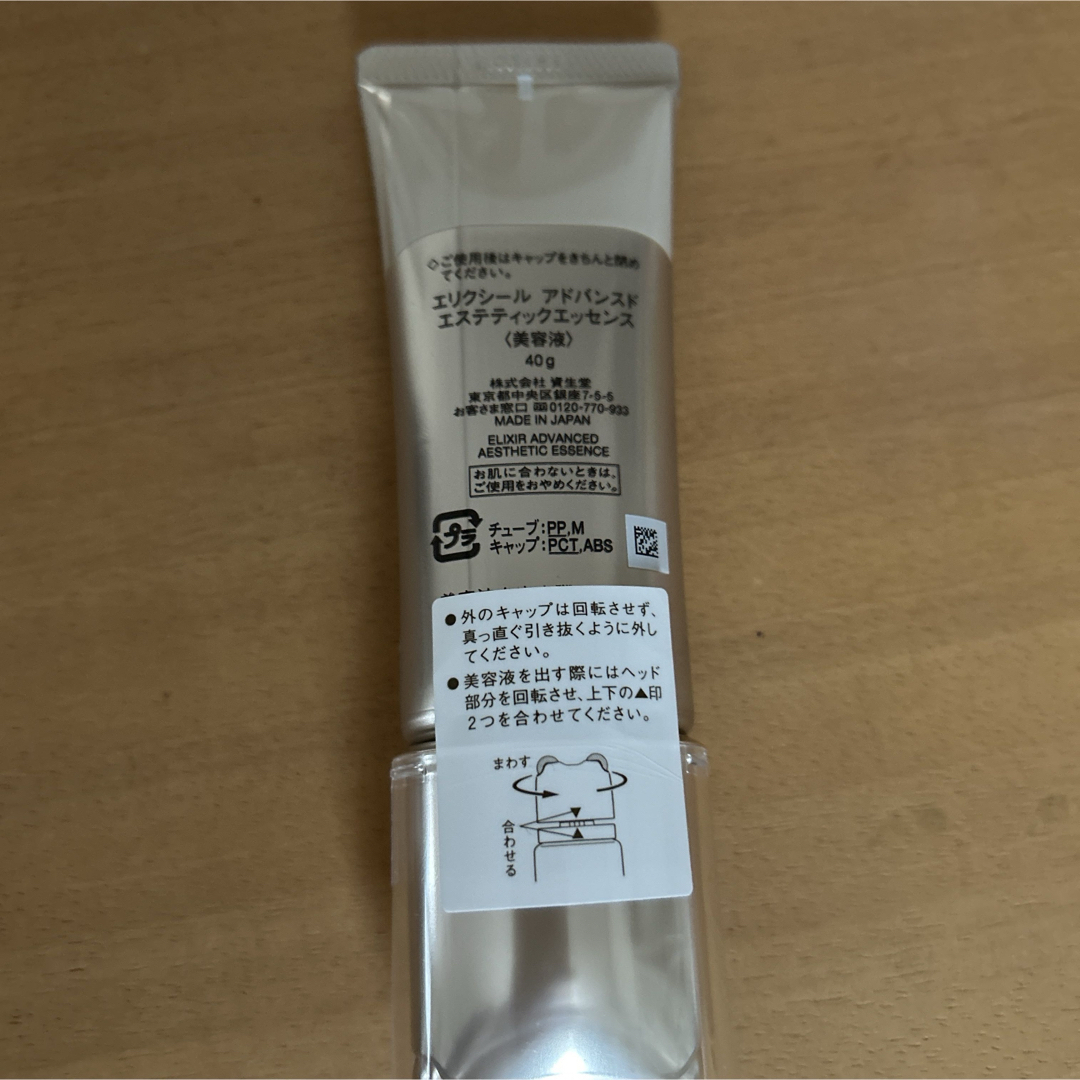 ◇ご使用後はキャップをきちんと閉め
てください。
エリクシール アドバンスド
エステティックエッセンス
〈美容液〉
40g
株式会社 資生堂
東京都中央区銀座7-5-5
お客さま窓口 0120-770-933
MADE IN JAPAN
ELIXIR ADVANCED
AESTHETIC ESSENCE
お肌に合わないときは、
ご使用をおやめください。
プラ
チューブ:PP,M
キャップ:PCT,ABS
●外のキャップは回転させず、
真っ直ぐ引き抜くように外し
てください。
●美容液を出す際にはヘッド
部分を回転させ、上下の▲印
2つを合わせてください。
まわす
合わせる